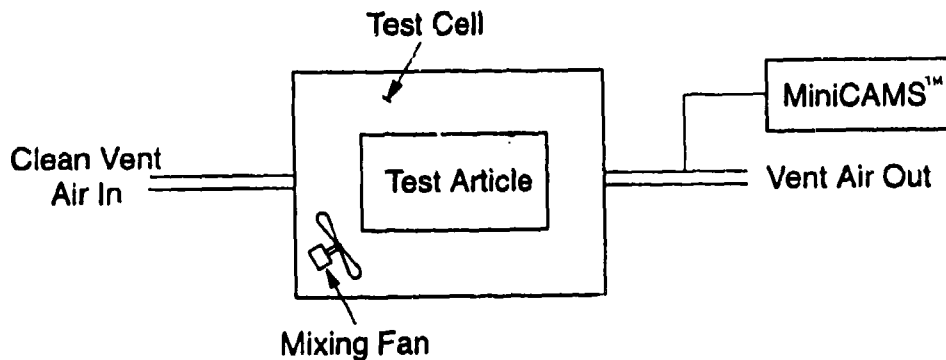 Test Cell
MiniCAMS™
Clean Vent
Air In
Test Article
Vent Air Out
Mixing Fan